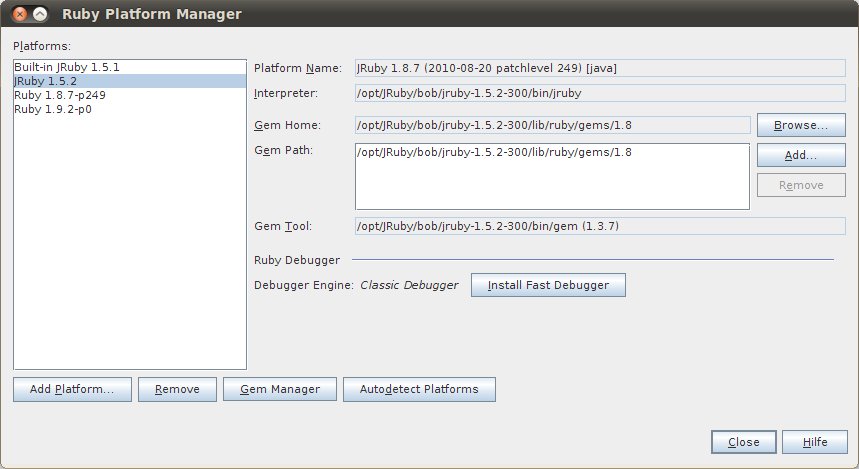 Ruby Platform Manager
Platforms:
Built-in JRuby 1.5.1
JRuby 1.5.2
Ruby 1.8.7-p249
Ruby 1.9.2-p0
Platform Name: JRuby 1.8.7 (2010-08-20 patchlevel 249) [java]
Interpreter: /opt/JRuby/bob/jruby-1.5.2-300/bin/jruby
Gem Home: /opt/JRuby/bob/jruby-1.5.2-300/lib/ruby/gems/1.8 Browse...
Gem Path: /opt/JRuby/bob/jruby-1.5.2-300/lib/ruby/gems/1.8 Add...
Remove
Gem Tool: /opt/JRuby/bob/jruby-1.5.2-300/bin/gem (1.3.7)
Ruby Debugger
Debugger Engine: Classic Debugger Install Fast Debugger
Add Platform... Remove Gem Manager Autodetect Platforms
Close Hilfe